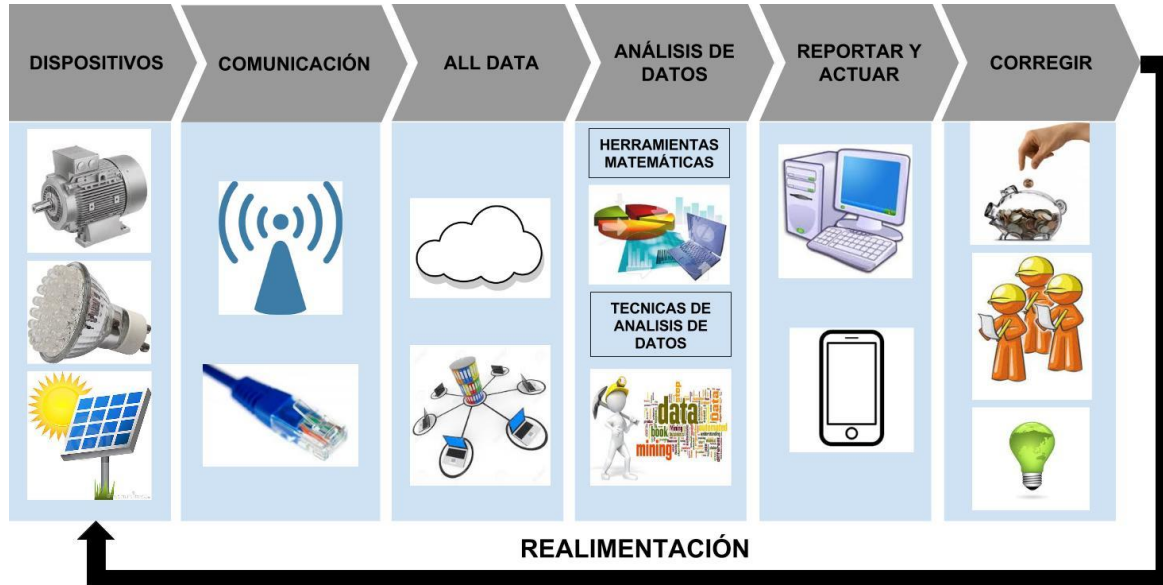 DISPOSITIVOS
COMUNICACIÓN
ALL DATA
ANÁLISIS DE
DATOS
REPORTAR Y
ACTUAR
CORREGIR
HERRAMIENTAS
MATEMÁTICAS
TECNICAS DE
ANALISIS DE
DATOS
data
book
mining
REALIMENTACIÓN